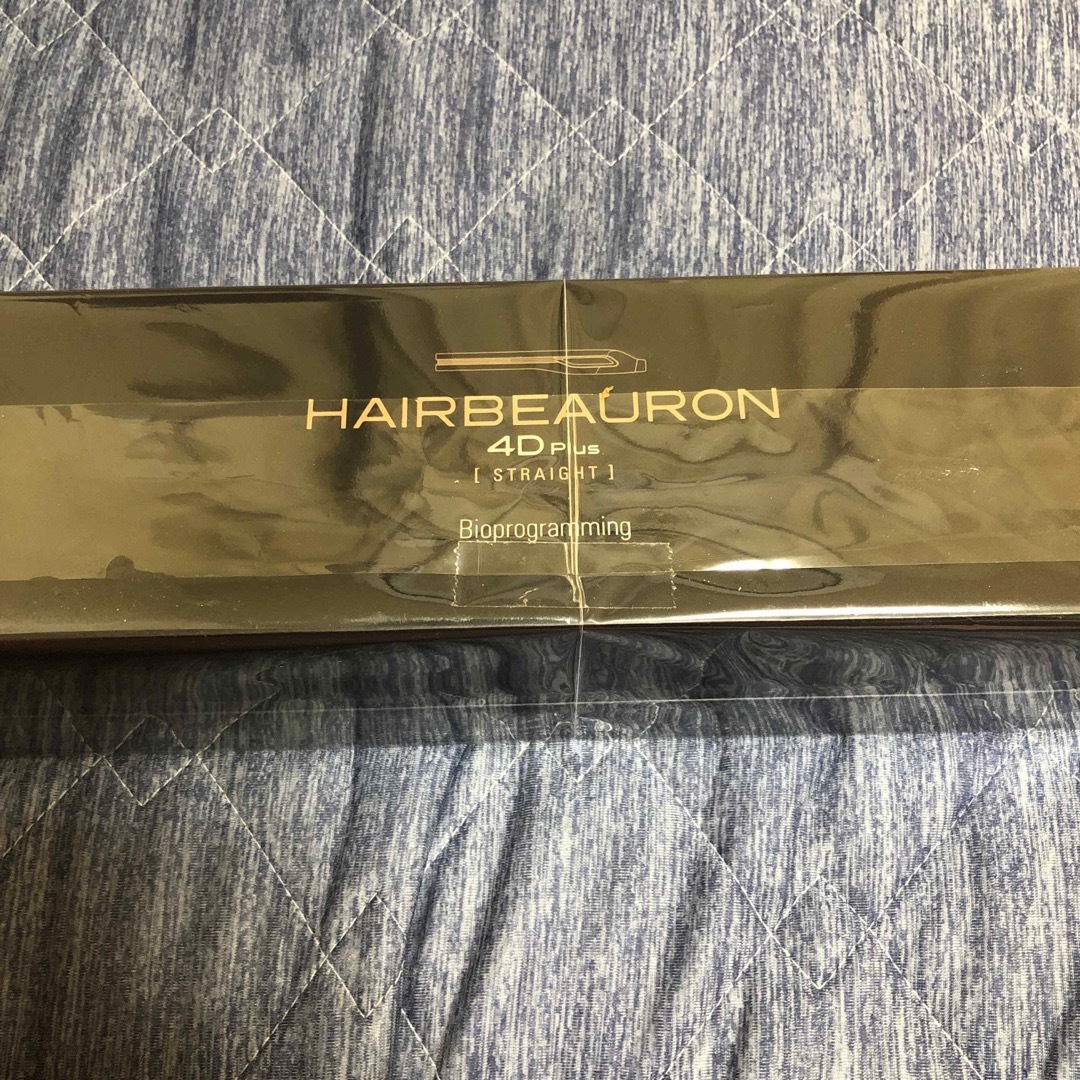 HAIRBEAURON
4D Plus
[ STRAIGHT ]
Bioprogramming